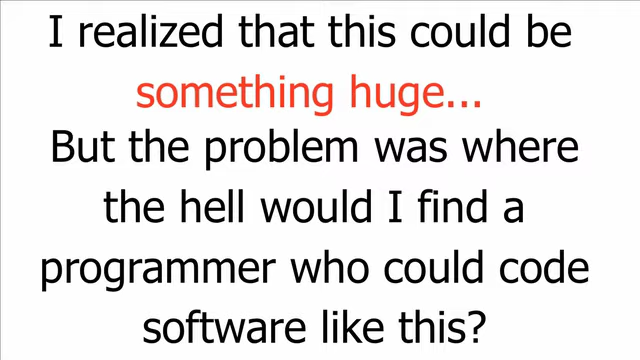 I realized that this could be
something huge...
But the problem was where
the hell would I find a
programmer who could code
software like this?